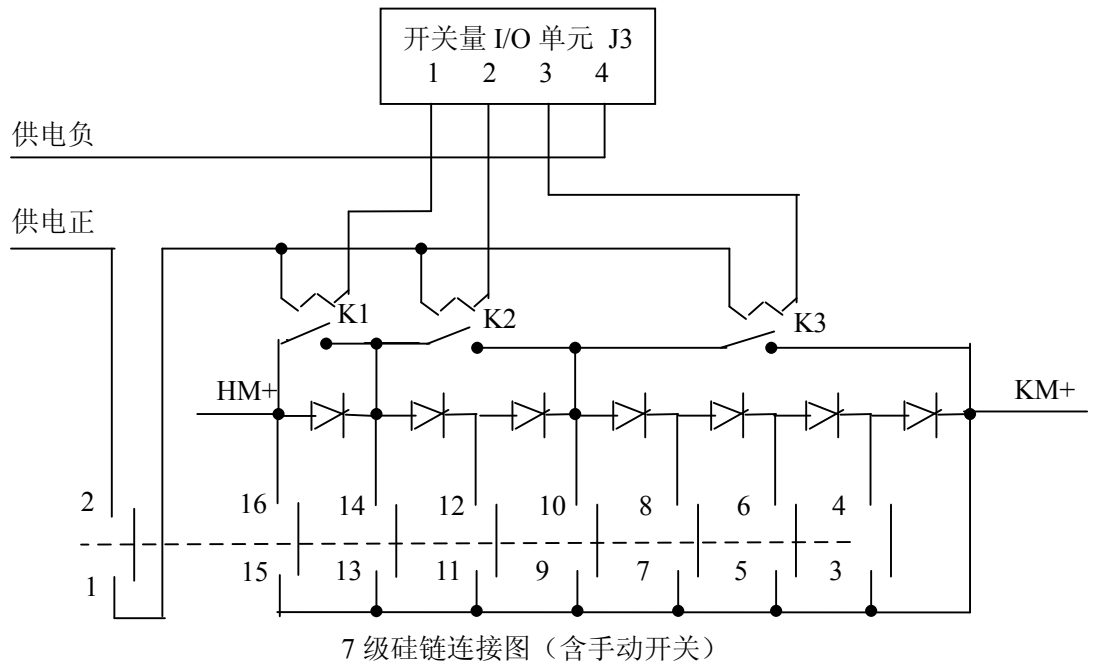 开关量 I/O 单元 J3
1 2 3 4
供电负
供电正
K1 K2 K3
HM+ KM+
2 16 14 12 10 8 6 4
1 15 13 11 9 7 5 3
7 级硅链连接图（含手动开关）